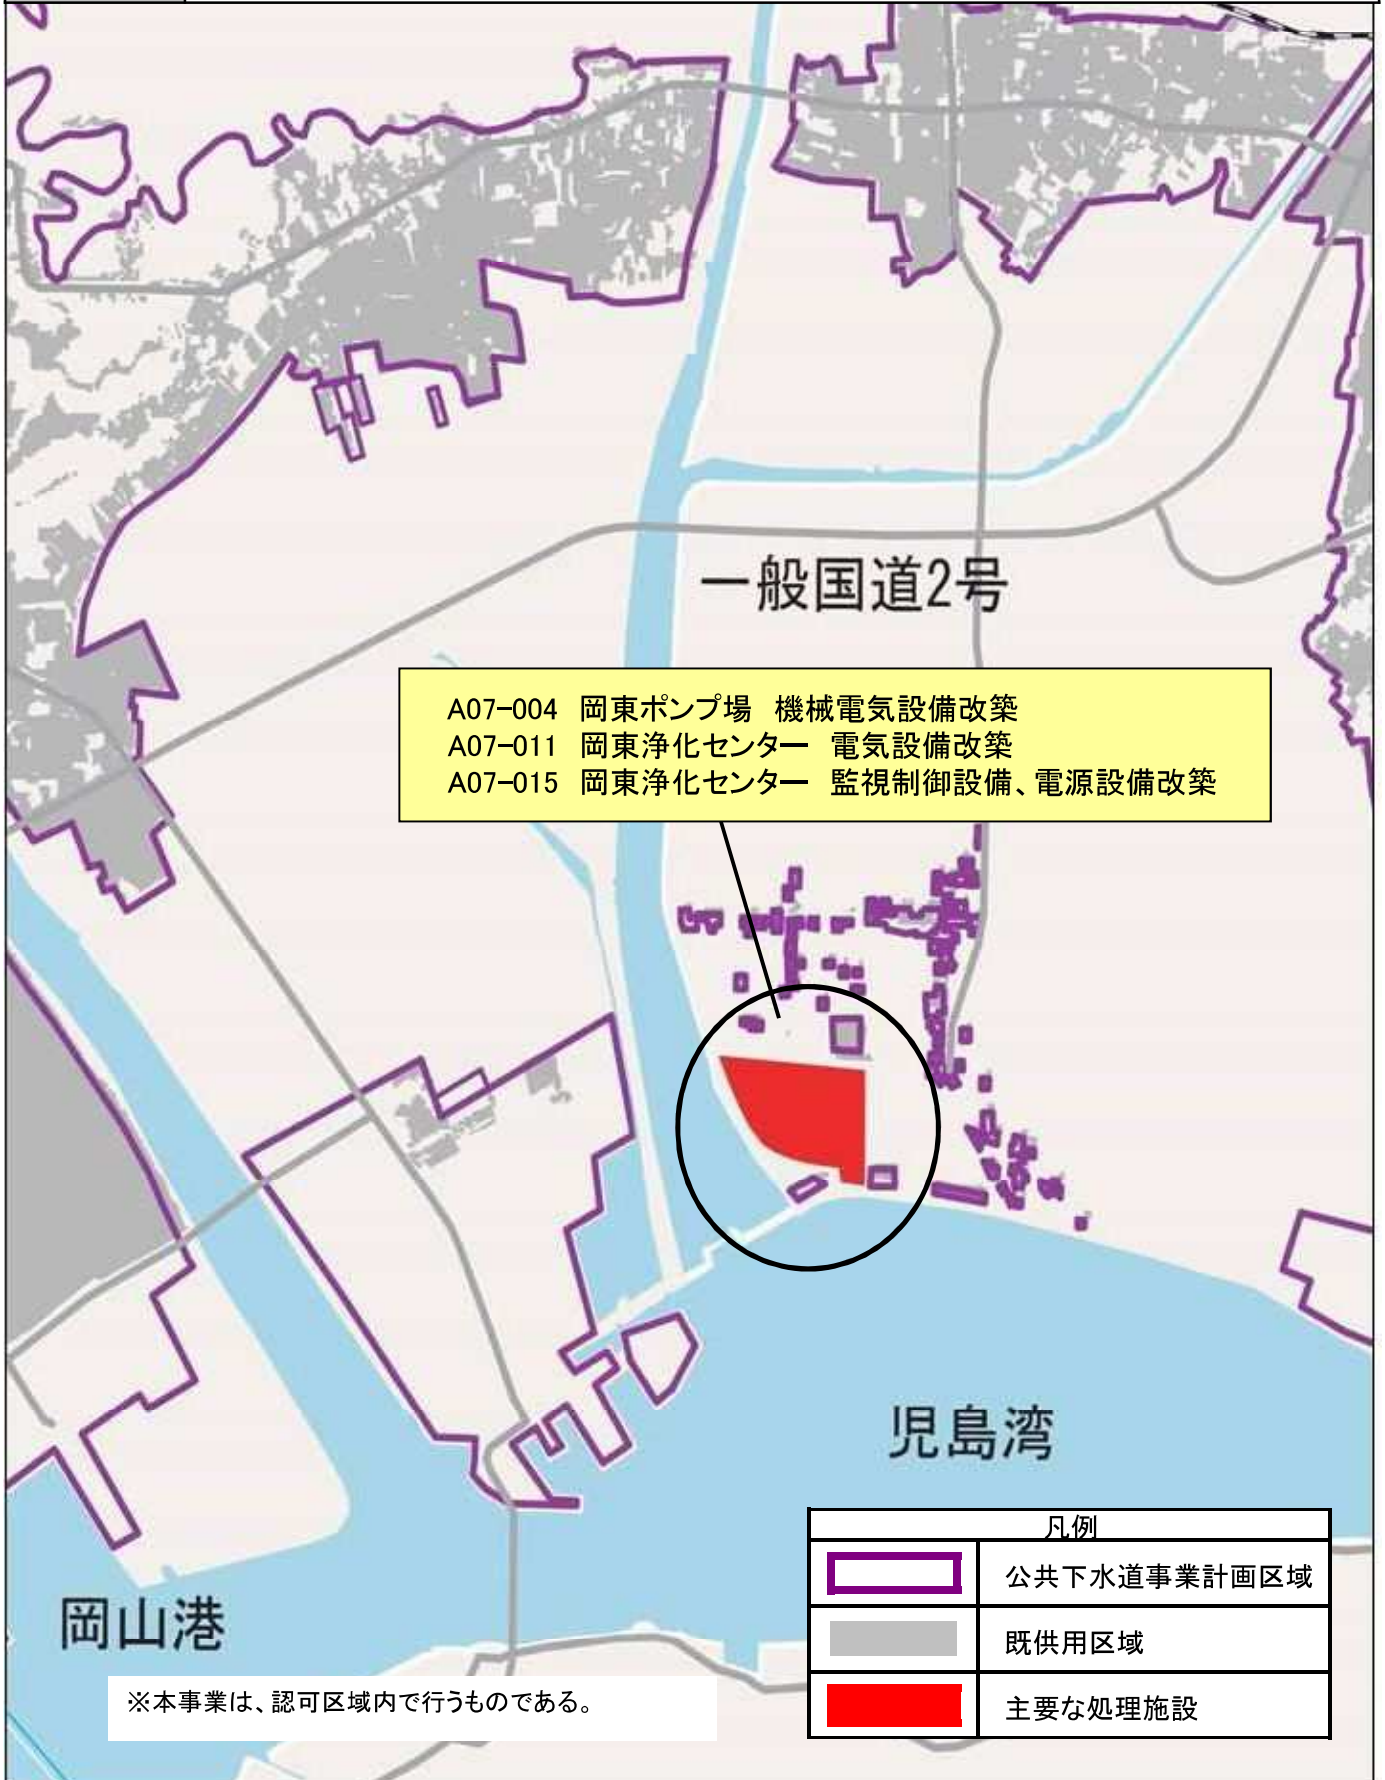 一般国道2号
A07-004 岡東ポンプ場 機械電気設備改築
A07-011 岡東浄化センター 電気設備改築
A07-015 岡東浄化センター 監視制御設備、電源設備改築
児島湾
岡山港
凡例
公共下水道事業計画区域
既供用区域
主要な処理施設
※本事業は、認可区域内で行うものである。